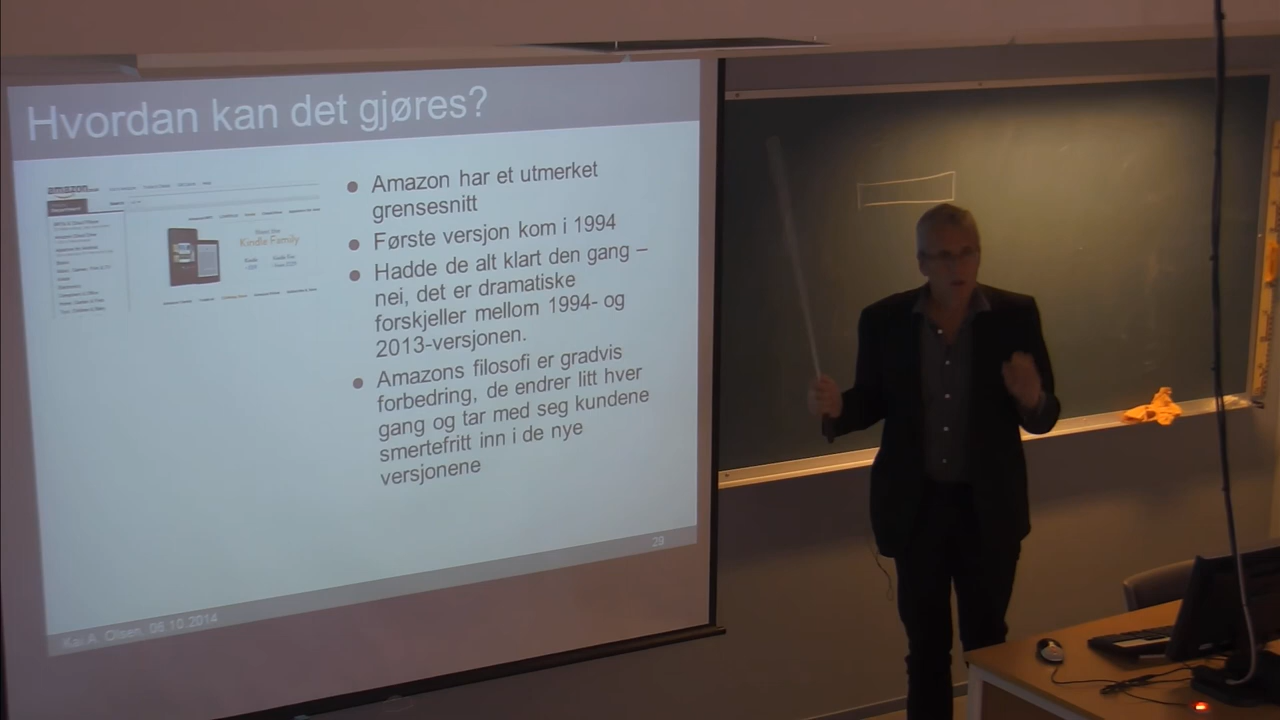 Hvordan kan det gjøres?
amazon
Kindle Family
Amazon har et utmerket
grensesnitt
Første versjon kom i 1994
Hadde de alt klart den gang –
nei, det er dramatiske
forskjeller mellom 1994- og
2013-versjonen.
Amazons filosofi er gradvis
forbedring, de endrer litt hver
gang og tar med seg kundene
smertefritt inn i de nye
versjonene
29
Kai A. Olsen, 06.10.2014